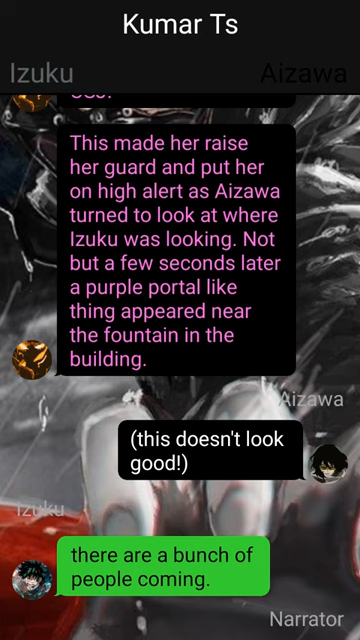 Kumar Ts
Izuku
Aizawa
This made her raise
her guard and put her
on high alert as Aizawa
turned to look at where
Izuku was looking. Not
but a few seconds later
a purple portal like
thing appeared near
the fountain in the
building.
Aizawa
(this doesn't look
good!)
Izuku
there are a bunch of
people coming.
Narrator